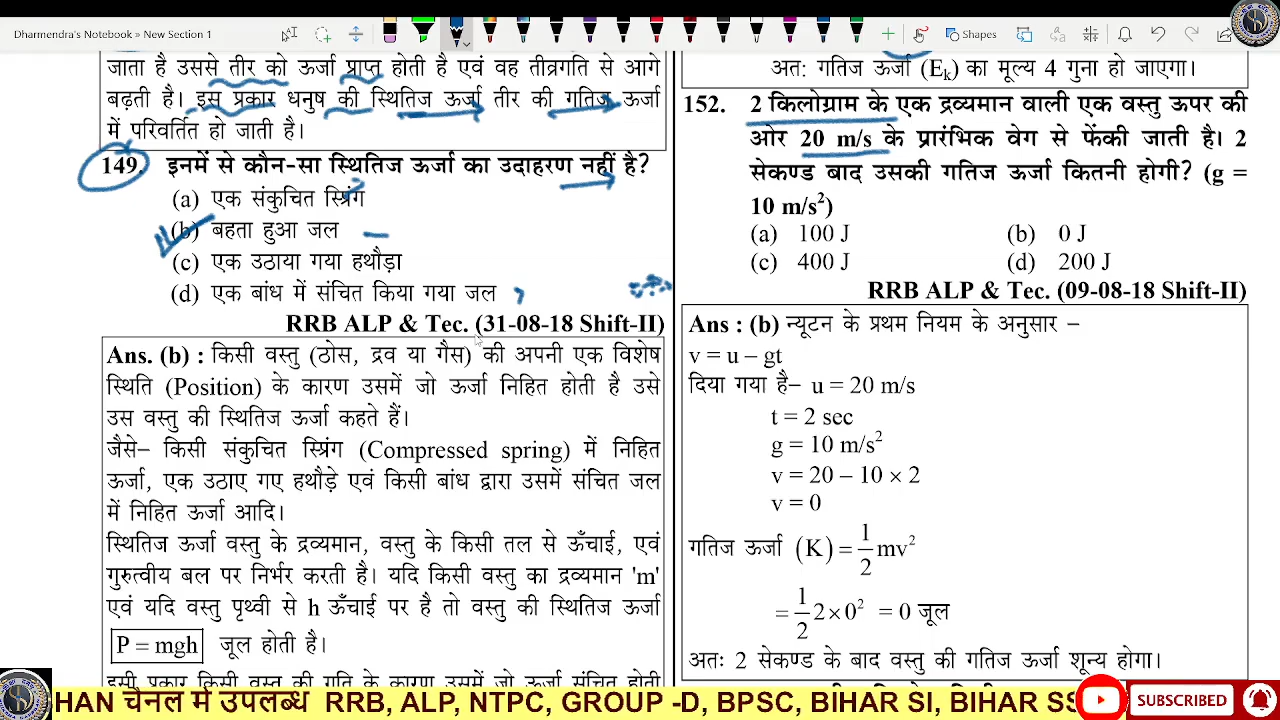 Dharmendra's Notebook » New Section 1
Shapes
जाता है उससे तीर को ऊर्जा प्राप्त होती है एवं वह तीव्रगति से आगे
बढ़ती है। इस प्रकार धनुष की स्थितिज ऊर्जा तीर की गतिज ऊर्जा
में परिवर्तित हो जाती है।
149. इनमें से कौन-सा स्थितिज ऊर्जा का उदाहरण नहीं है?
(a) एक संकुचित स्प्रिंग
(b) बहता हुआ जल
(c) एक उठाया गया हथौड़ा
(d) एक बांध में संचित किया गया जल
RRB ALP & Tec. (31-08-18 Shift-II)
Ans. (b) : किसी वस्तु (ठोस, द्रव या गैस) की अपनी एक विशेष
स्थिति (Position) के कारण उसमें जो ऊर्जा निहित होती है उसे
उस वस्तु की स्थितिज ऊर्जा कहते हैं।
जैसे– किसी संकुचित स्प्रिंग (Compressed spring) में निहित
ऊर्जा, एक उठाए गए हथौड़े एवं किसी बांध द्वारा उसमें संचित जल
में निहित ऊर्जा आदि।
स्थितिज ऊर्जा वस्तु के द्रव्यमान, वस्तु के किसी तल से ऊँचाई, एवं
गुरुत्वीय बल पर निर्भर करती है। यदि किसी वस्तु का द्रव्यमान 'm'
एवं यदि वस्तु पृथ्वी से h ऊँचाई पर है तो वस्तु की स्थितिज ऊर्जा
P = mgh जूल होती है।
इसी प्रकार किसी वस्तु की गति के कारण उसमें जो ऊर्जा संचित होती
अत: गतिज ऊर्जा (Ek) का मूल्य 4 गुना हो जाएगा।
152. 2 किलोग्राम के एक द्रव्यमान वाली एक वस्तु ऊपर की
ओर 20 m/s के प्रारंभिक वेग से फेंकी जाती है। 2
सेकण्ड बाद उसकी गतिज ऊर्जा कितनी होगी? (g =
10 m/s²)
(a) 100 J (b) 0 J
(c) 400 J (d) 200 J
RRB ALP & Tec. (09-08-18 Shift-II)
Ans : (b) न्यूटन के प्रथम नियम के अनुसार –
v = u – gt
दिया गया है– u = 20 m/s
t = 2 sec
g = 10 m/s²
v = 20 – 10 × 2
v = 0
गतिज ऊर्जा (K) = 1/2 mv²
= 1/2 2 × 0² = 0 जूल
अतः 2 सेकण्ड के बाद वस्तु की गतिज ऊर्जा शून्य होगा।
HAN चैनल में उपलब्ध RRB, ALP, NTPC, GROUP -D, BPSC, BIHAR SI, BIHAR SS
SUBSCRIBED